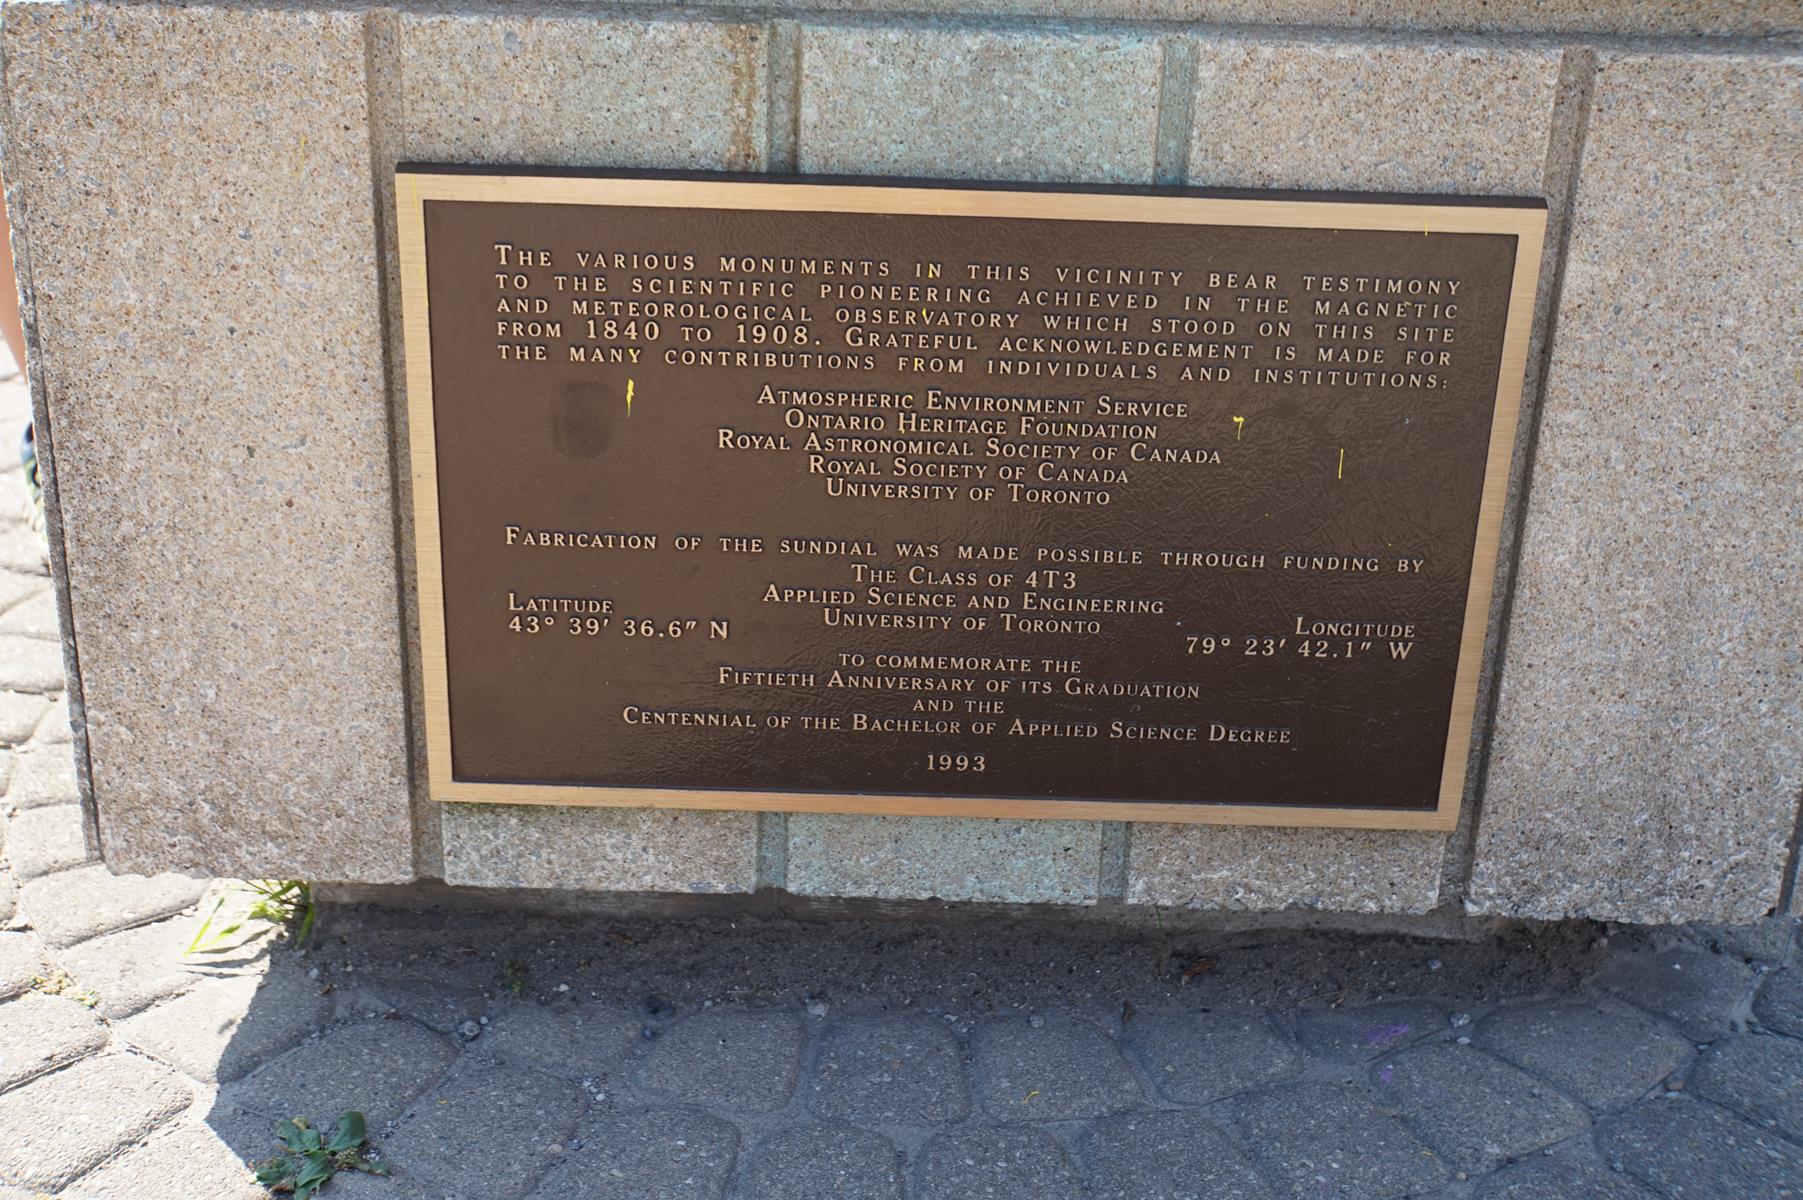 The various monuments in this vicinity bear testimony
to the scientific pioneering achieved in the magnetic
and meteorological observatory which stood on this site
from 1840 to 1908. Grateful acknowledgement is made for
the many contributions from individuals and institutions:
Atmospheric Environment Service
Ontario Heritage Foundation
Royal Astronomical Society of Canada
Royal Society of Canada
University of Toronto
Fabrication of the sundial was made possible through funding by
The Class of 4T3
Applied Science and Engineering
University of Toronto
Latitude
43° 39′ 36.6″ N
Longitude
79° 23′ 42.1″ W
to commemorate the
Fiftieth Anniversary of its Graduation
and the
Centennial of the Bachelor of Applied Science Degree
1993